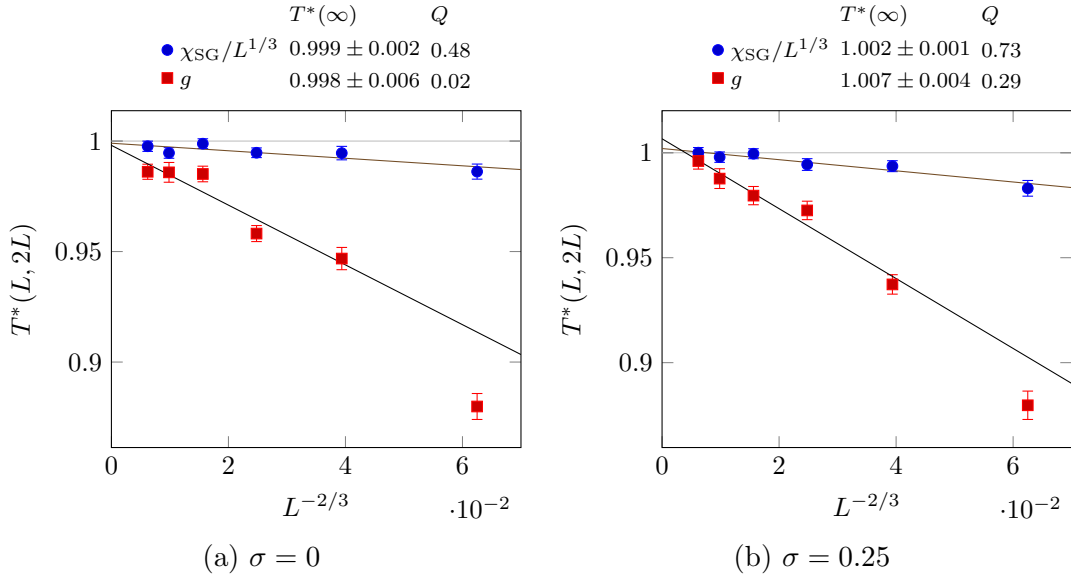 T*(∞) Q
χSG/L^{1/3} 0.999 ± 0.002 0.48
g 0.998 ± 0.006 0.02
1
0.95
0.9
T*(L, 2L)
0 2 4 6
L^{-2/3} ·10^{-2}
(a) σ = 0
T*(∞) Q
χSG/L^{1/3} 1.002 ± 0.001 0.73
g 1.007 ± 0.004 0.29
1
0.95
0.9
T*(L, 2L)
0 2 4 6
L^{-2/3} ·10^{-2}
(b) σ = 0.25